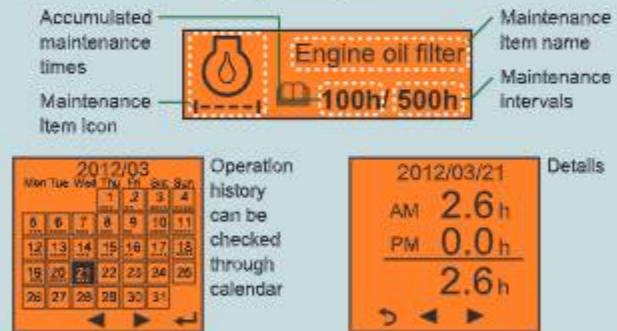 Accumulated
maintenance
times
Maintenance
Item Icon
Engine oil filter
100h/ 500h
Maintenance
Item name
Maintenance
Intervals
2012/03
Mon Tue Wed Thu Fri Sat Sun
1 2 3 4
5 6 7 8 9 10 11
12 13 14 15 16 17 18
19 20 21 22 23 24 25
26 27 28 29 30 31
Operation
history
can be
checked
through
calendar
2012/03/21
AM 2.6h
PM 0.0h
2.6h
Details